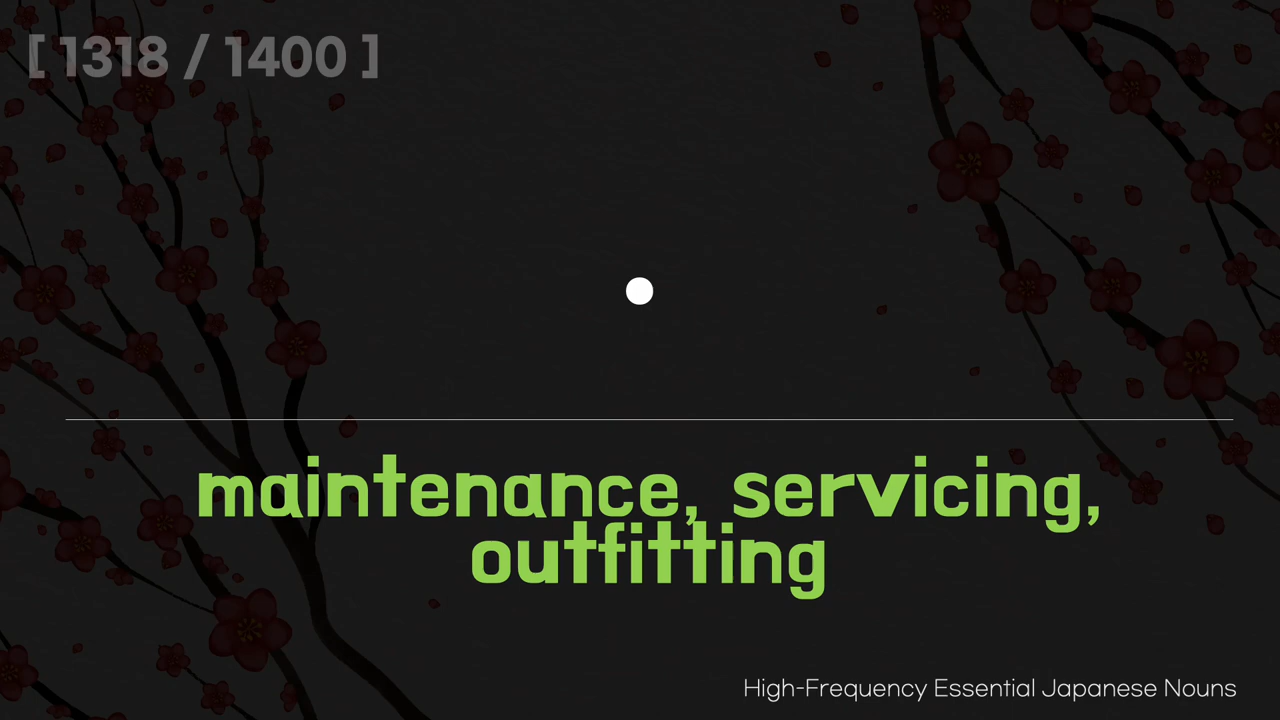 [ 1318 / 1400 ]
maintenance, servicing,
outfitting
High-Frequency Essential Japanese Nouns